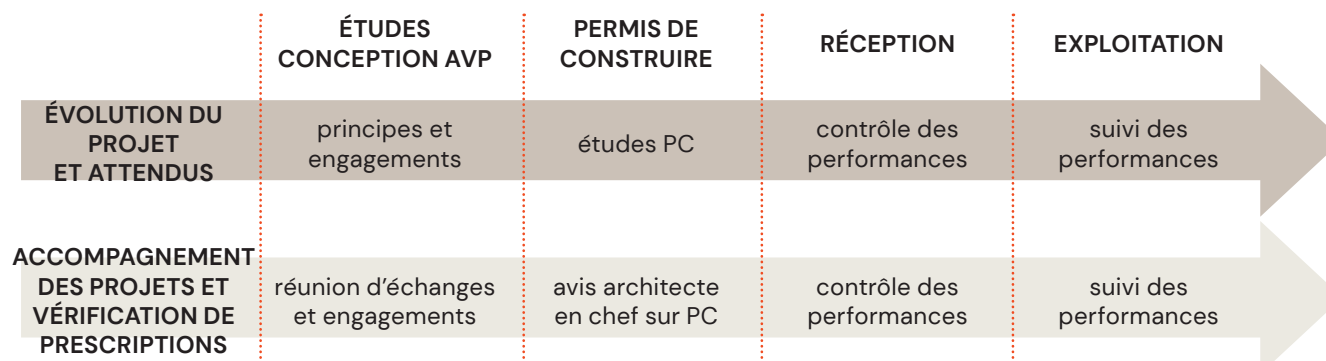 ÉTUDES
CONCEPTION AVP
PERMIS DE
CONSTRUIRE
RÉCEPTION
EXPLOITATION
ÉVOLUTION DU
PROJET
ET ATTENDUS
principes et
engagements
études PC
contrôle des
performances
suivi des
performances
ACCOMPAGNEMENT
DES PROJETS ET
VÉRIFICATION DE
PRESCRIPTIONS
réunion d’échanges
et engagements
avis architecte
en chef sur PC
contrôle des
performances
suivi des
performances